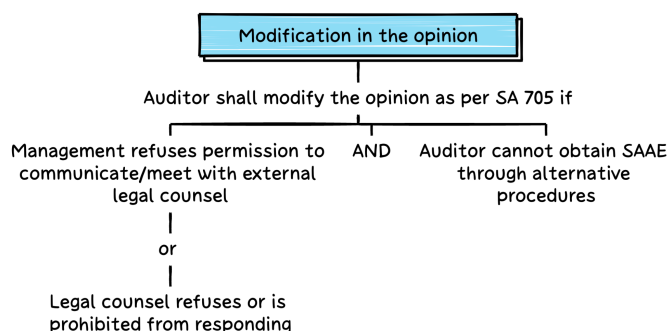 Modification in the opinion
Auditor shall modify the opinion as per SA 705 if
Management refuses permission to
communicate/meet with external
legal counsel
or
Legal counsel refuses or is
prohibited from responding
AND
Auditor cannot obtain SAAE
through alternative
procedures